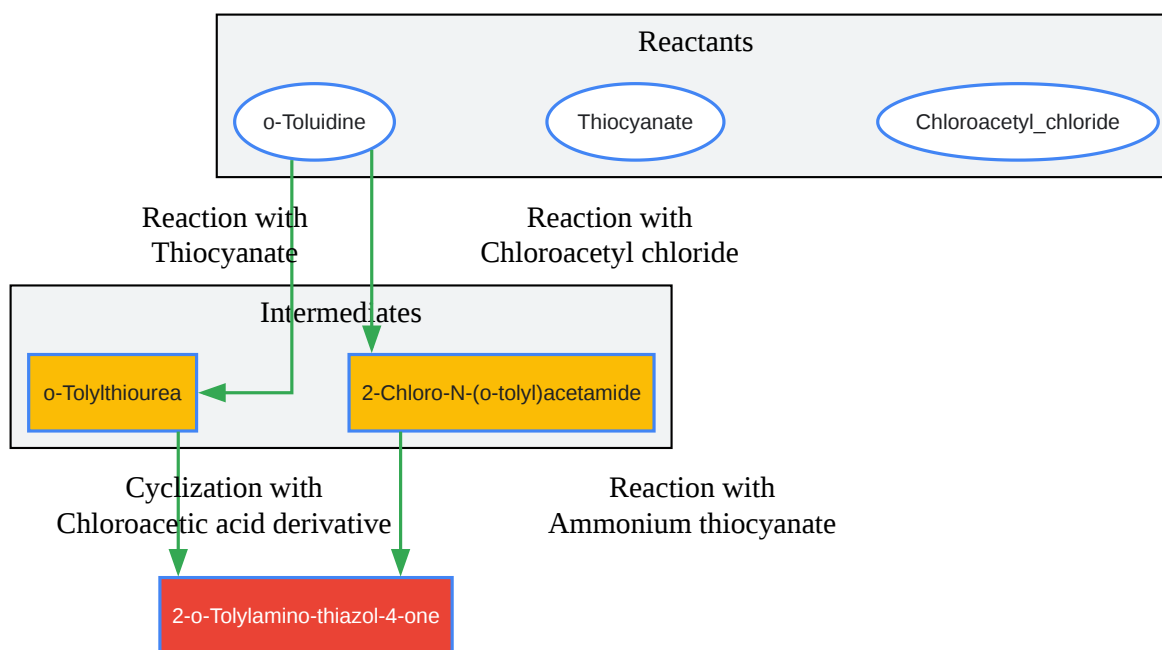 Reactants
o-Toluidine
Thiocyanate
Chloroacetyl_chloride
Reaction with
Thiocyanate
Reaction with
Chloroacetyl chloride
Intermediates
o-Tolylthiourea
2-Chloro-N-(o-tolyl)acetamide
Cyclization with
Chloroacetic acid derivative
Reaction with
Ammonium thiocyanate
2-o-Tolylamino-thiazol-4-one